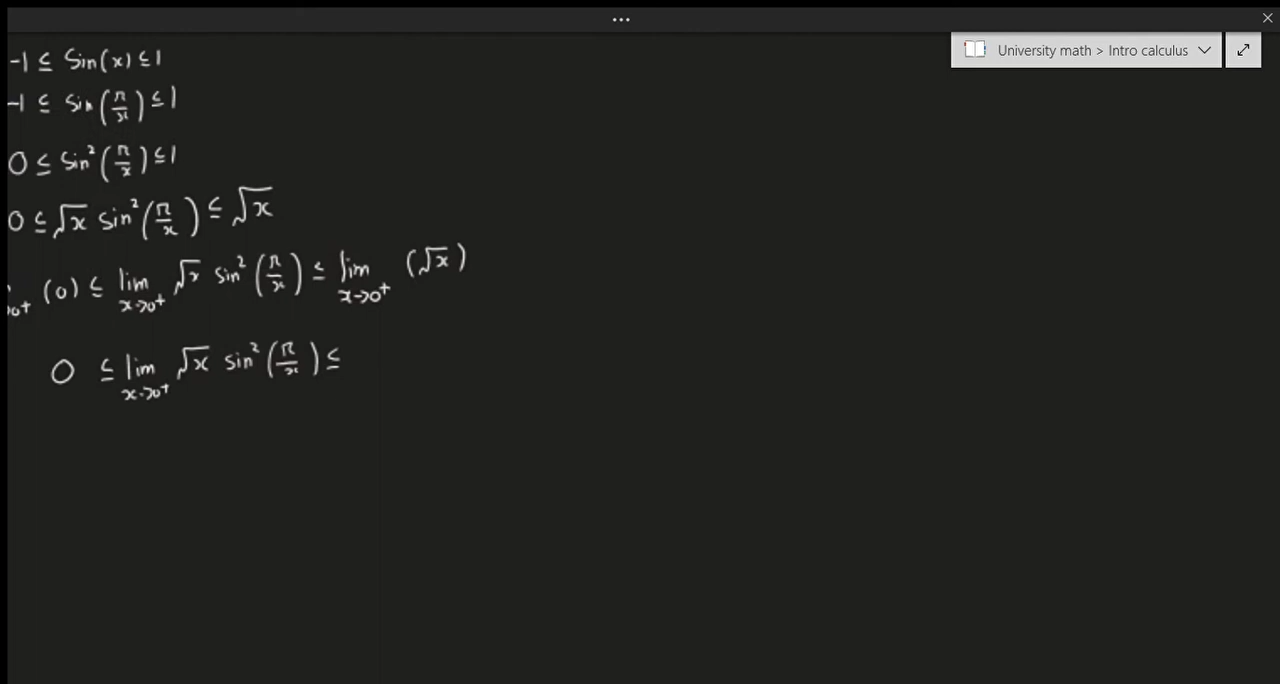 ...
University math > Intro calculus
-1 ≤ Sin(x) ≤ 1
-1 ≤ Sin(π/x) ≤ 1
0 ≤ Sin²(π/x) ≤ 1
0 ≤ √x sin²(π/x) ≤ √x
(0) ≤ lim x→0⁺ √x sin²(π/x) ≤ lim x→0⁺ (√x)
0 ≤ lim x→0⁺ √x sin²(π/x) ≤